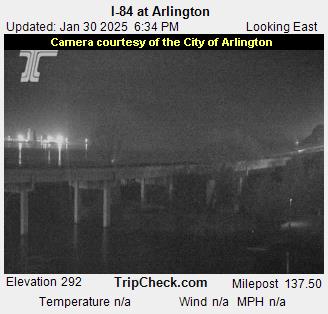 I-84 at Arlington
Updated: Jan 30 2025 6:34 PM Looking East
Camera courtesy of the City of Arlington
Elevation 292 TripCheck.com Milepost 137.50
Temperature n/a Wind n/a MPH n/a